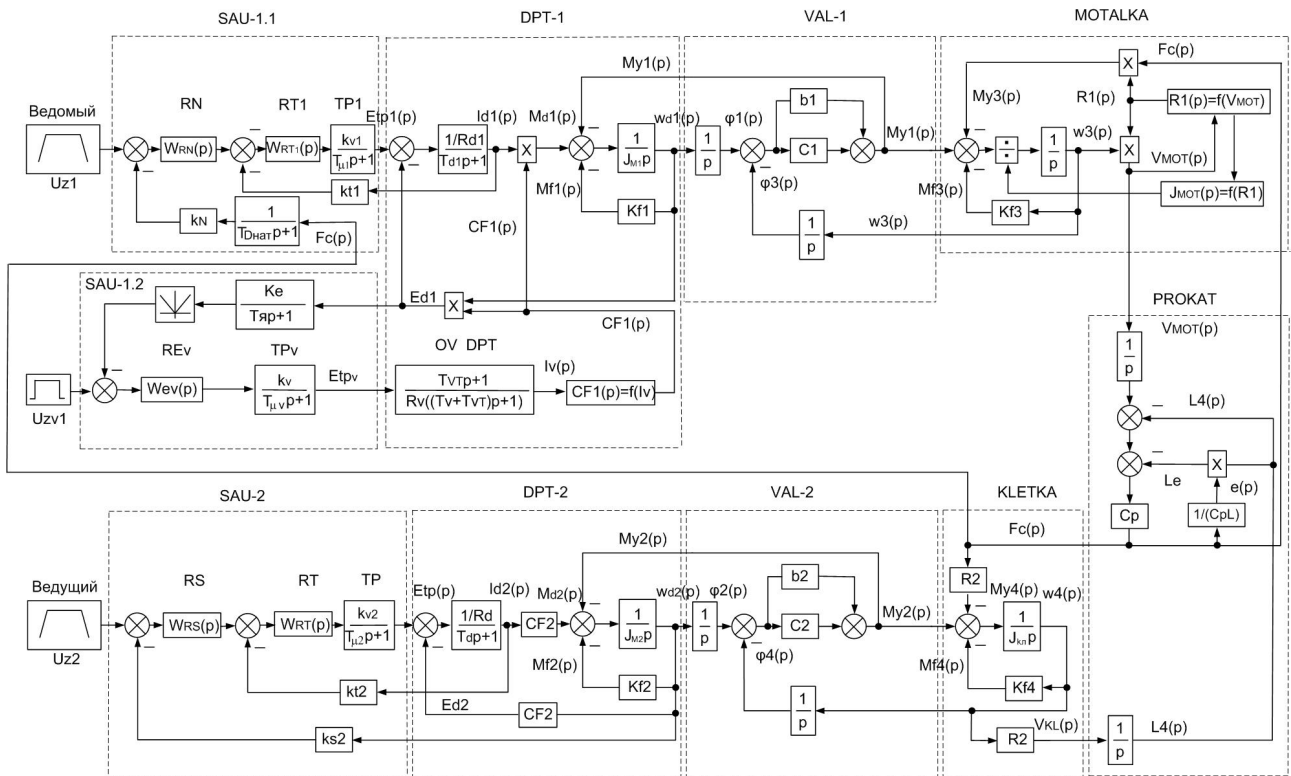 SAU-1.1
DPT-1
VAL-1
MOTALKA
Ведомый
Uz1
RN
WRN(p)
RT1
WRT1(p)
TP1
kv1
Tμ1p+1
Etp1(p)
kt1
kN
1
TDнатp+1
Fc(p)
1/Rd1
Td1p+1
Id1(p)
X
Md1(p)
My1(p)
1
JM1p
wd1(p)
Mf1(p)
Kf1
CF1(p)
1
p
φ1(p)
b1
C1
My1(p)
φ3(p)
1
p
w3(p)
Fc(p)
X
My3(p)
R1(p)
R1(p)=f(VMOT)
÷
1
p
w3(p)
X
VMOT(p)
Mf3(p)
Kf3
JMOT(p)=f(R1)
SAU-1.2
Ke
Tяp+1
Ed1
X
CF1(p)
REv
Wev(p)
TPv
kv
Tμvp+1
Etpv
Uzv1
OV DPT
TVTp+1
Rv((Tv+TVT)p+1)
Iv(p)
CF1(p)=f(Iv)
PROKAT
VMOT(p)
1
p
L4(p)
X
Le
e(p)
Cp
1/(CpL)
Fc(p)
SAU-2
DPT-2
VAL-2
KLETKA
Ведущий
Uz2
RS
WRS(p)
RT
WRT(p)
TP
kv2
Tμ2p+1
Etp(p)
kt2
ks2
1/Rd
Tdp+1
Id2(p)
CF2
Md2(p)
My2(p)
1
JM2p
wd2(p)
Mf2(p)
Kf2
Ed2
CF2
1
p
φ2(p)
b2
C2
My2(p)
φ4(p)
1
p
R2
My4(p)
w4(p)
1
Jклp
Mf4(p)
Kf4
R2
VKL(p)
1
p
L4(p)